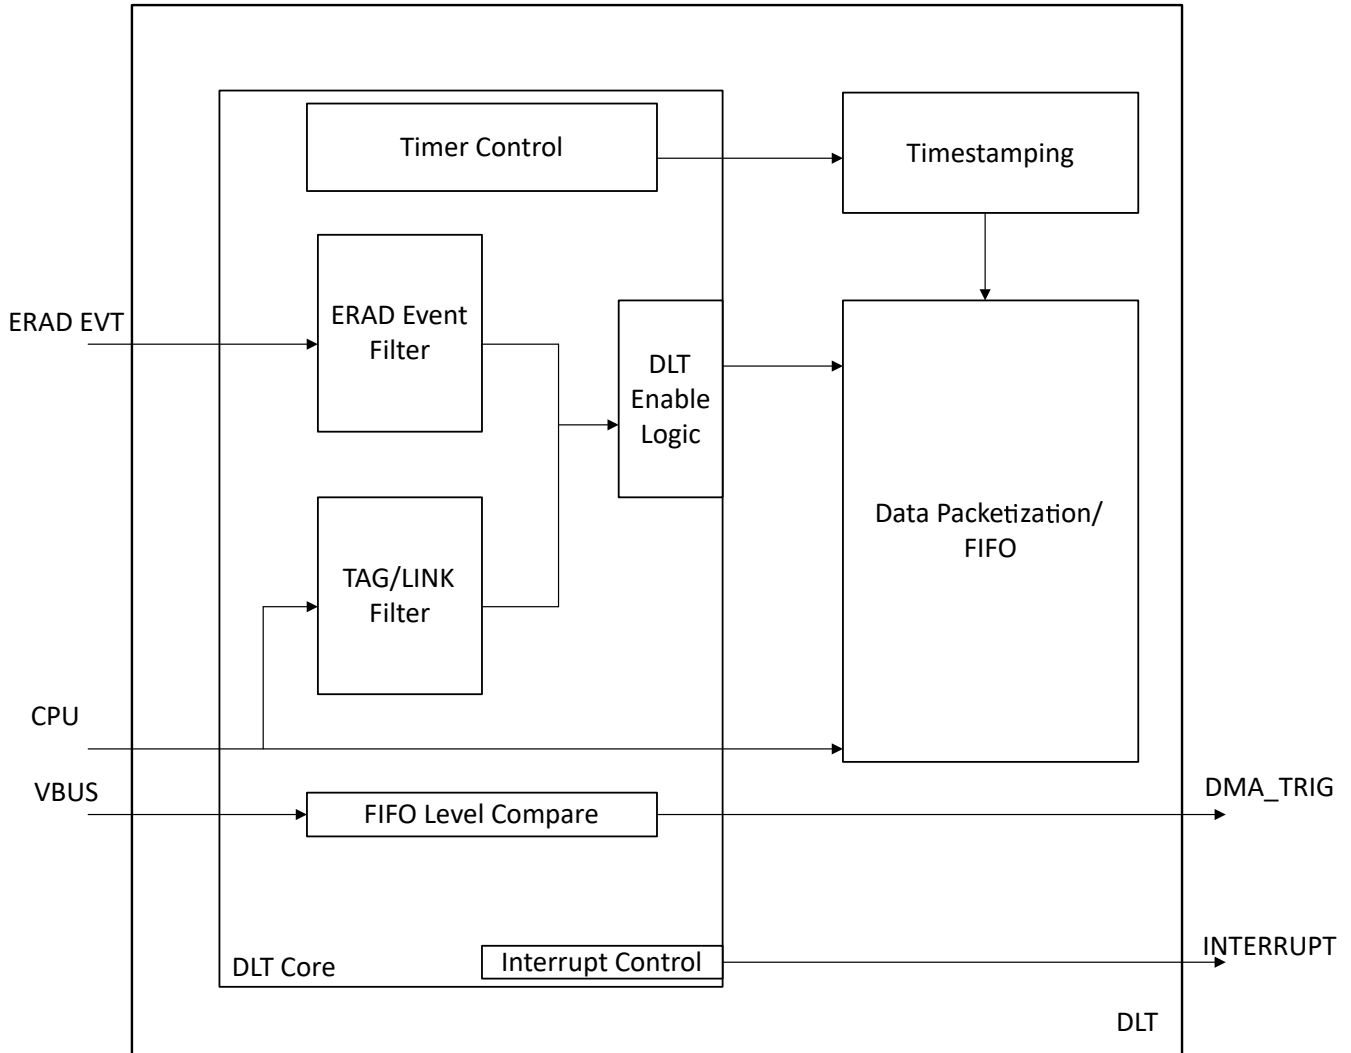 Timer Control
Timestamping
ERAD EVT
ERAD Event
Filter
DLT
Enable
Logic
Data Packetization/
FIFO
TAG/LINK
Filter
CPU
VBUS
FIFO Level Compare
DMA_TRIG
INTERRUPT
Interrupt Control
DLT Core
DLT